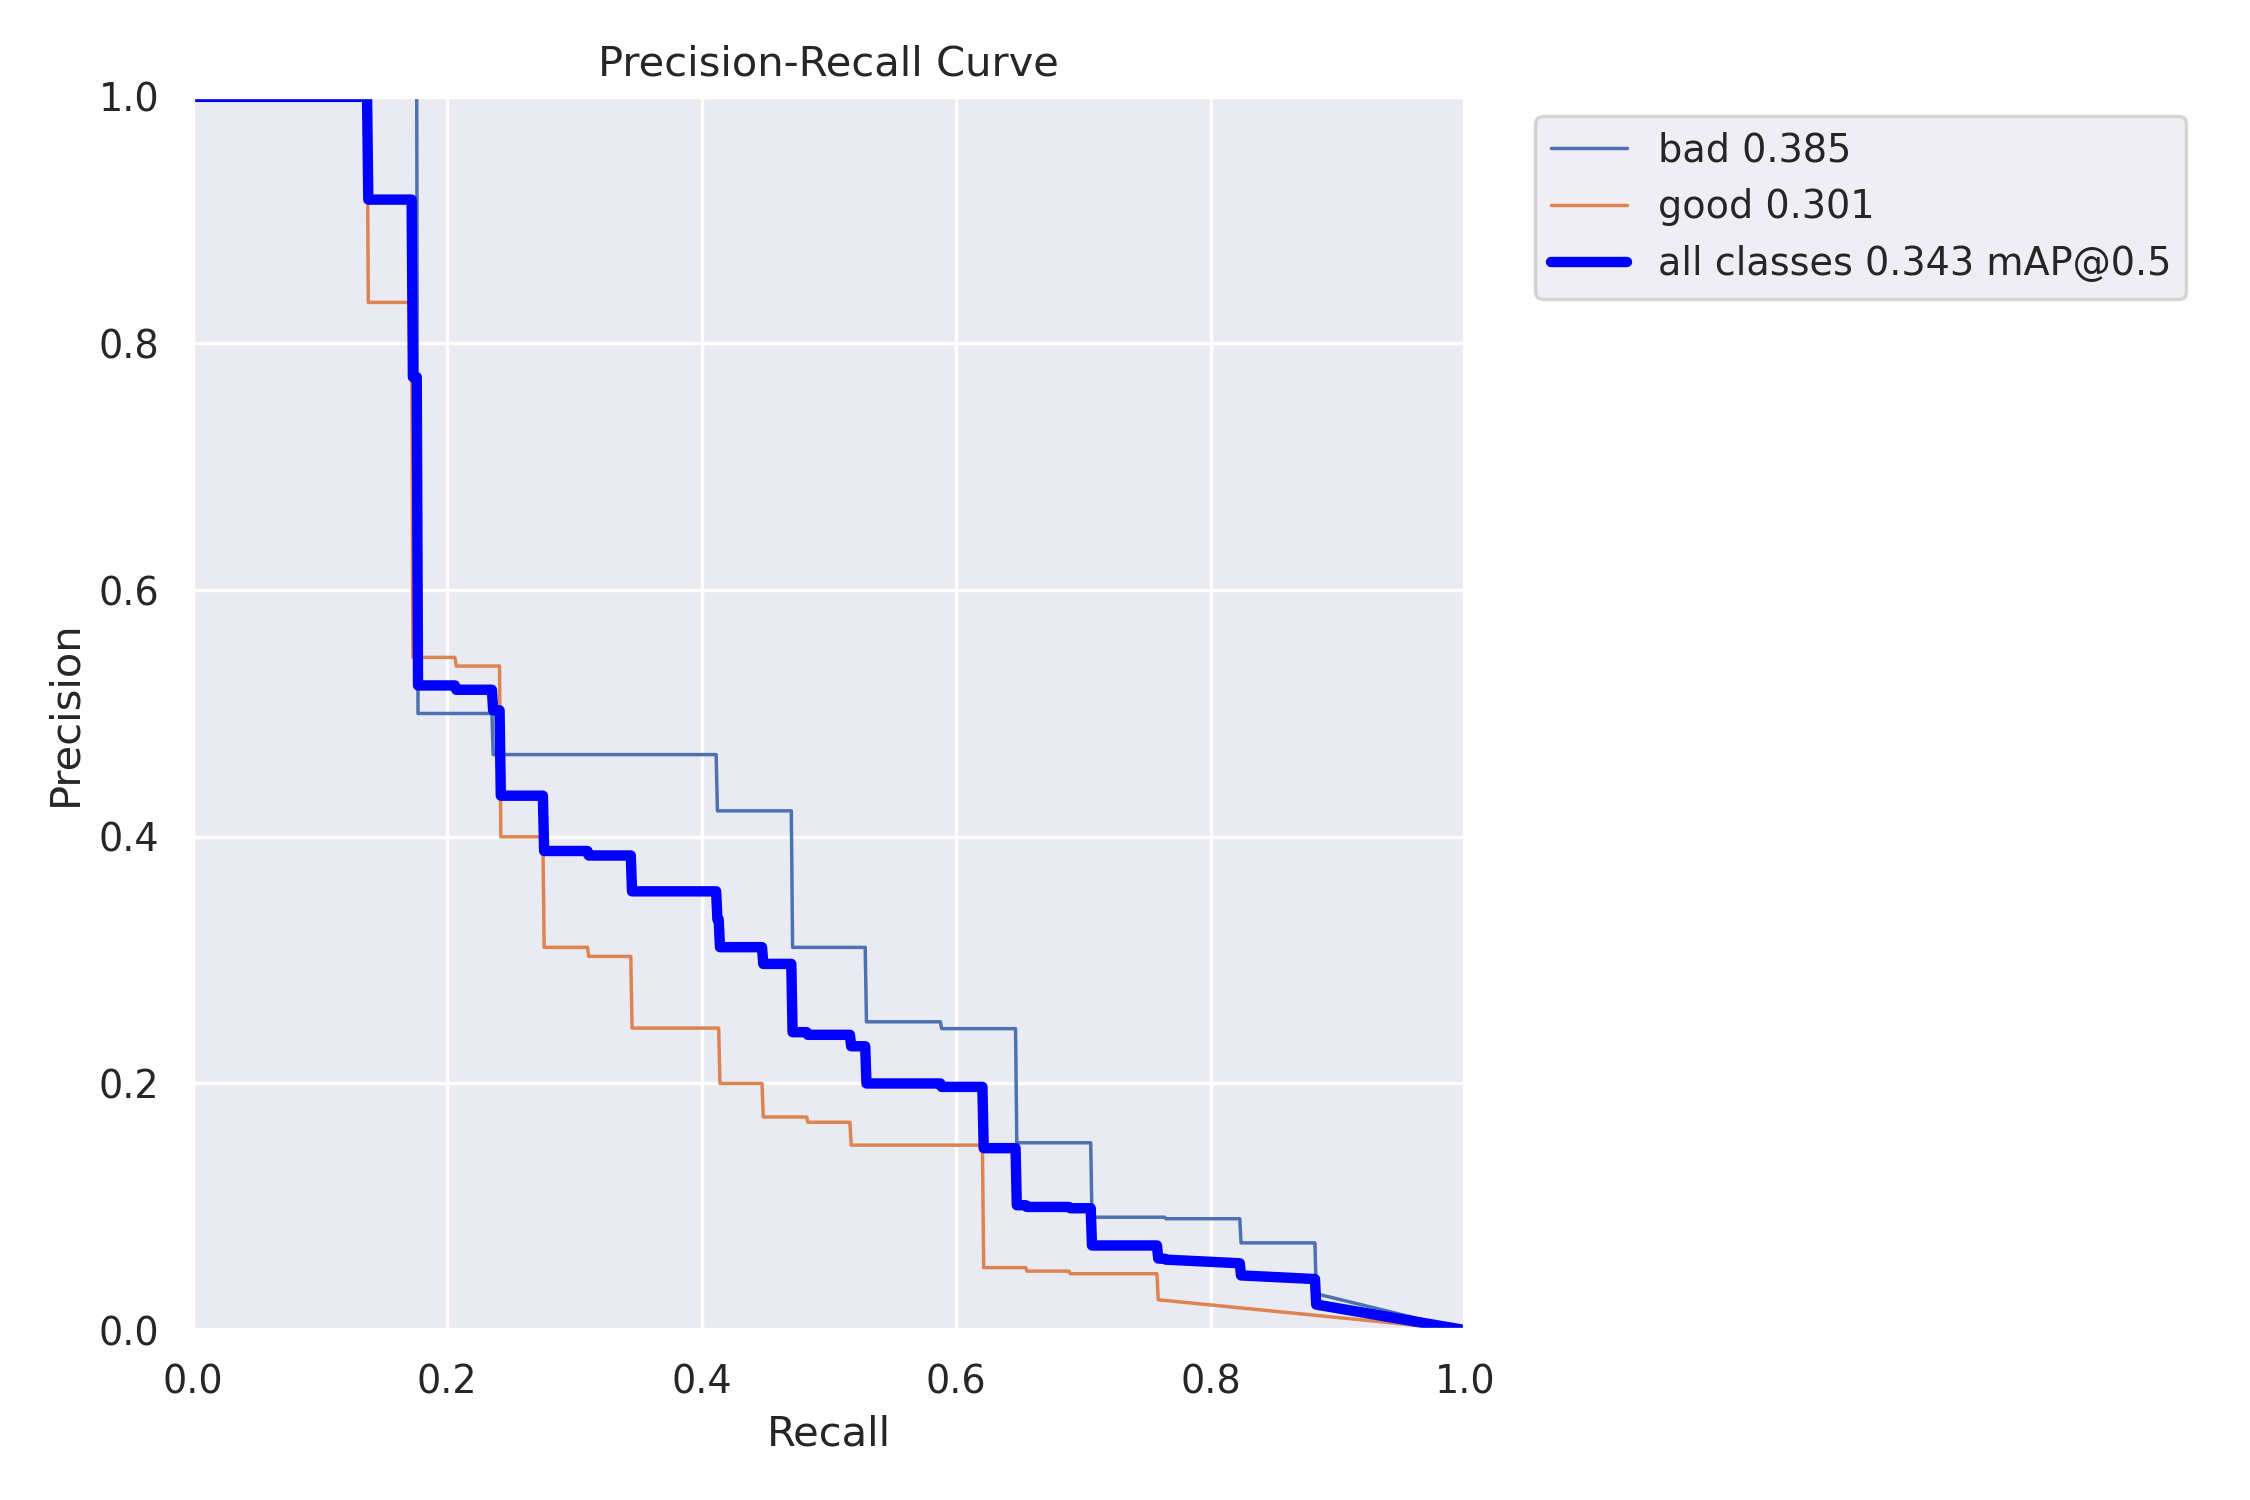 Precision-Recall Curve
1.0
0.8
0.6
0.4
0.2
0.0
Precision
0.0 0.2 0.4 0.6 0.8 1.0
Recall
bad 0.385
good 0.301
all classes 0.343 mAP@0.5